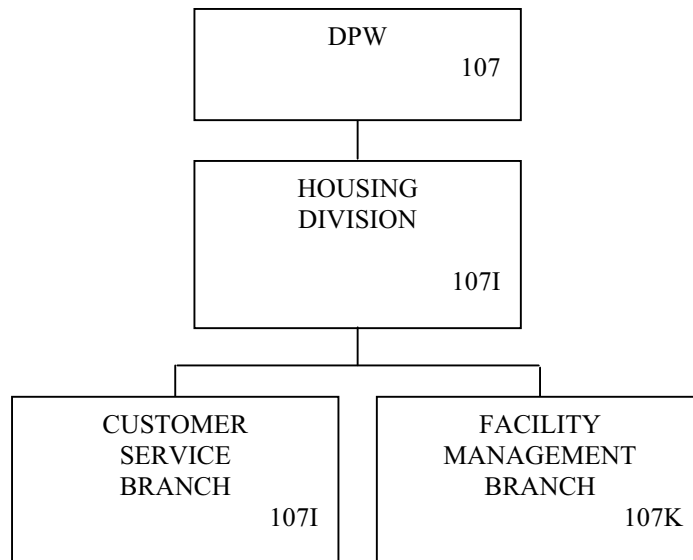 DPW
107
HOUSING
DIVISION
107I
CUSTOMER
SERVICE
BRANCH
107I
FACILITY
MANAGEMENT
BRANCH
107K